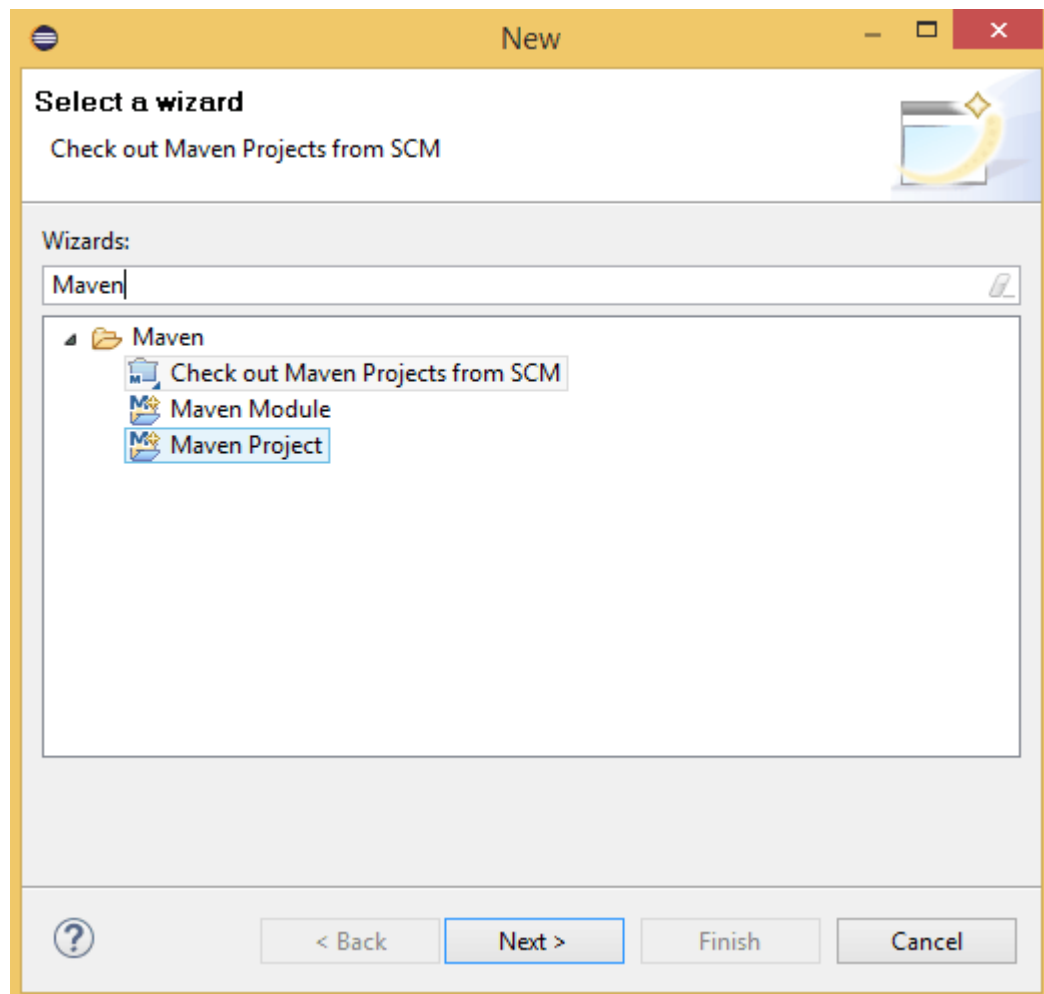 New
Select a wizard
Check out Maven Projects from SCM
Wizards:
Maven
Maven
Check out Maven Projects from SCM
Maven Module
Maven Project
< Back Next > Finish Cancel